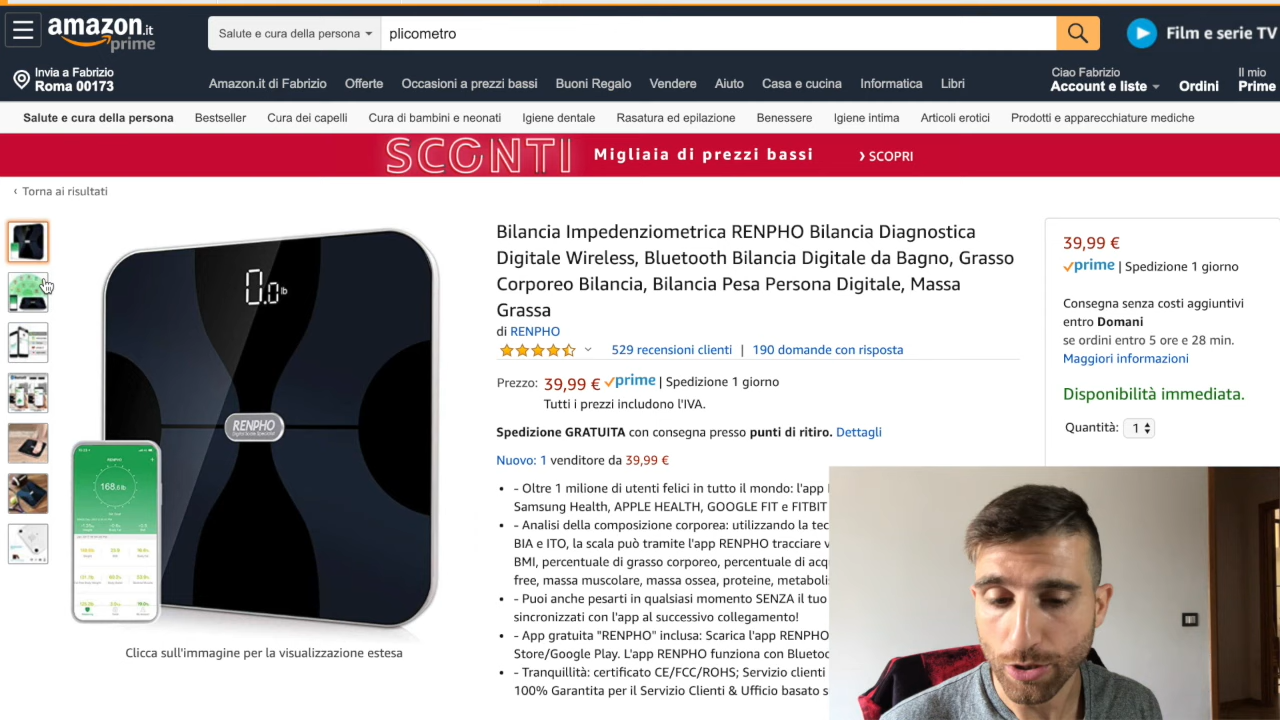 amazon.it
prime
Salute e cura della persona
plicometro
Film e serie TV
Invia a Fabrizio
Roma 00173
Amazon.it di Fabrizio
Offerte
Occasioni a prezzi bassi
Buoni Regalo
Vendere
Aiuto
Casa e cucina
Informatica
Libri
Ciao Fabrizio
Account e liste
Ordini
Il mio
Prime
Salute e cura della persona
Bestseller
Cura dei capelli
Cura di bambini e neonati
Igiene dentale
Rasatura ed epilazione
Benessere
Igiene intima
Articoli erotici
Prodotti e apparecchiature mediche
SCONTI Migliaia di prezzi bassi › SCOPRI
‹ Torna ai risultati
0.0 lb
RENPHO
168.5lb
Clicca sull'immagine per la visualizzazione estesa
Bilancia Impedenziometrica RENPHO Bilancia Diagnostica
Digitale Wireless, Bluetooth Bilancia Digitale da Bagno, Grasso
Corporeo Bilancia, Bilancia Pesa Persona Digitale, Massa
Grassa
di RENPHO
529 recensioni clienti | 190 domande con risposta
Prezzo: 39,99 € prime | Spedizione 1 giorno
Tutti i prezzi includono l'IVA.
Spedizione GRATUITA con consegna presso punti di ritiro. Dettagli
Nuovo: 1 venditore da 39,99 €
• - Oltre 1 milione di utenti felici in tutto il mondo: l'app
Samsung Health, APPLE HEALTH, GOOGLE FIT e FITBIT
• - Analisi della composizione corporea: utilizzando la tec
BIA e ITO, la scala può tramite l'app RENPHO tracciare v
BMI, percentuale di grasso corporeo, percentuale di acq
free, massa muscolare, massa ossea, proteine, metaboli
• - Puoi anche pesarti in qualsiasi momento SENZA il tuo
sincronizzati con l'app al successivo collegamento!
• - App gratuita "RENPHO" inclusa: Scarica l'app RENPHO
Store/Google Play. L'app RENPHO funziona con Bluetoo
• - Tranquillità: certificato CE/FCC/ROHS; Servizio clienti
100% Garantita per il Servizio Clienti & Ufficio basato s
39,99 €
prime | Spedizione 1 giorno
Consegna senza costi aggiuntivi
entro Domani
se ordini entro 5 ore e 28 min.
Maggiori informazioni
Disponibilità immediata.
Quantità: 1